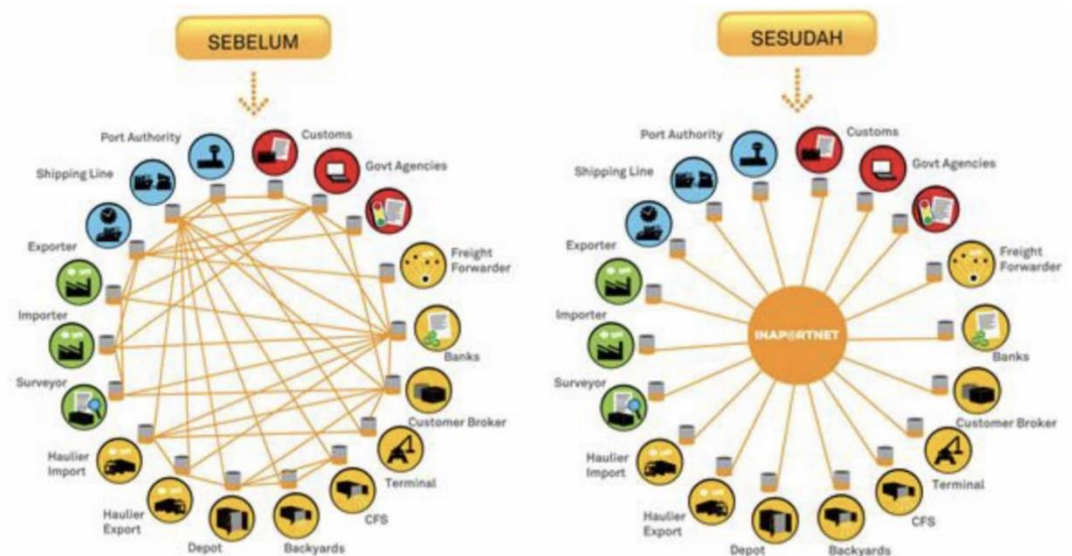 SEBELUM
Port Authority
Customs
Shipping Line
Govt Agencies
Exporter
Freight
Forwarder
Importer
Banks
Surveyor
Customer Broker
Haulier
Import
Terminal
Haulier
Export
CFS
Depot
Backyards
SESUDAH
Port Authority
Customs
Shipping Line
Govt Agencies
Exporter
Freight
Forwarder
Importer
INAPORTNET
Banks
Surveyor
Customer Broker
Haulier
Import
Terminal
Haulier
Export
CFS
Depot
Backyards